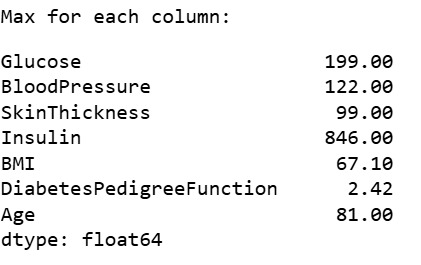 Max for each column:
Glucose 199.00
BloodPressure 122.00
SkinThickness 99.00
Insulin 846.00
BMI 67.10
DiabetesPedigreeFunction 2.42
Age 81.00
dtype: float64